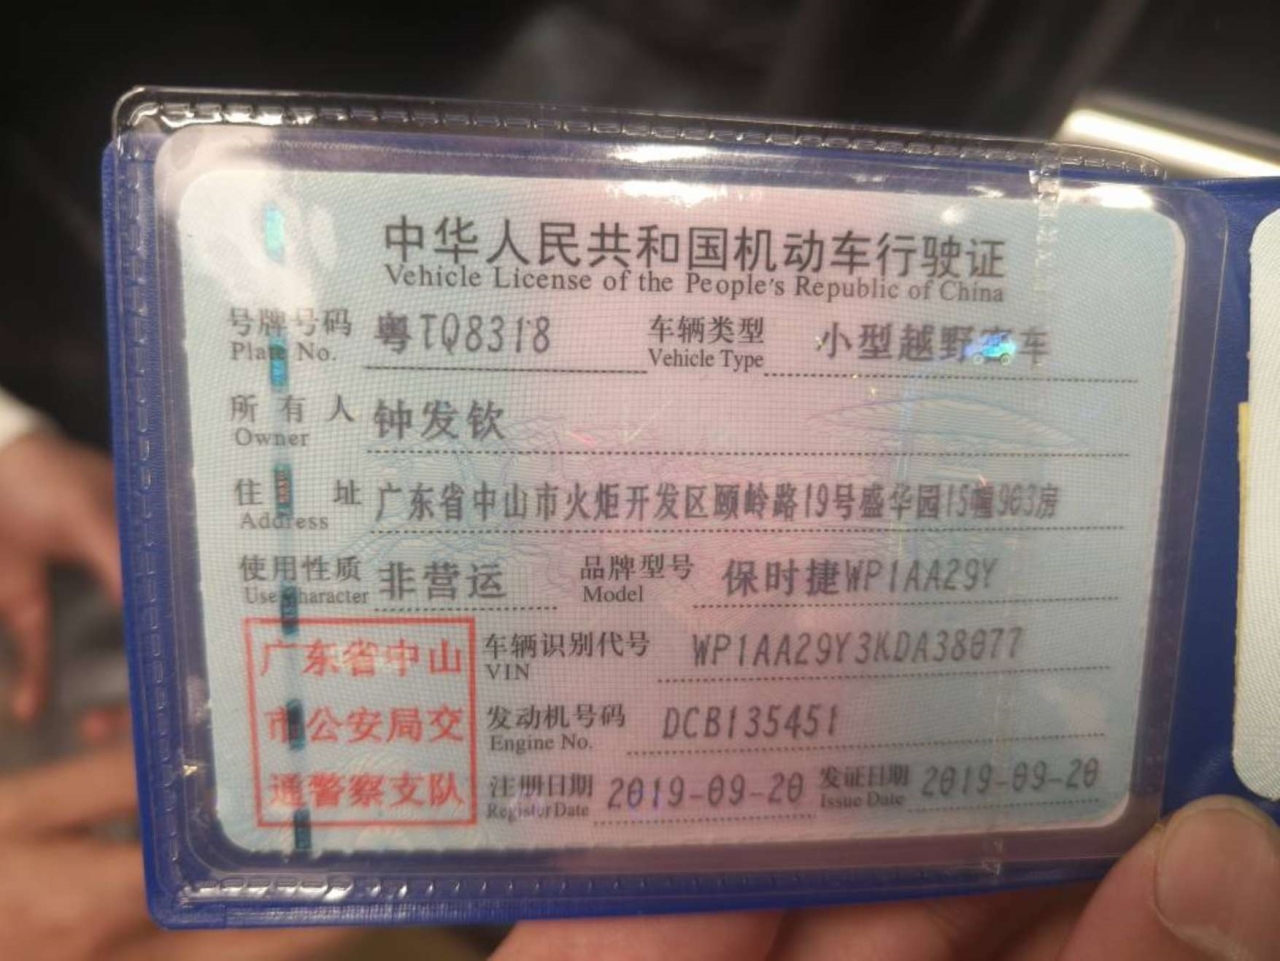 中华人民共和国机动车行驶证
Vehicle License of the People's Republic of China
号牌号码 粤TQ8318 车辆类型 小型越野客车
Plate No. Vehicle Type
所有人 钟发钦
Owner
住址 广东省中山市火炬开发区颐岭路19号盛华园15幢903房
Address
使用性质 非营运 品牌型号 保时捷WP1AA29Y
Use Character Model
广东省中山 车辆识别代号 WP1AA29Y3KDA38077
VIN
市公安局交 发动机号码 DCB135451
Engine No.
通警察支队 注册日期 2019-09-20 发证日期 2019-09-20
Register Date Issue Date